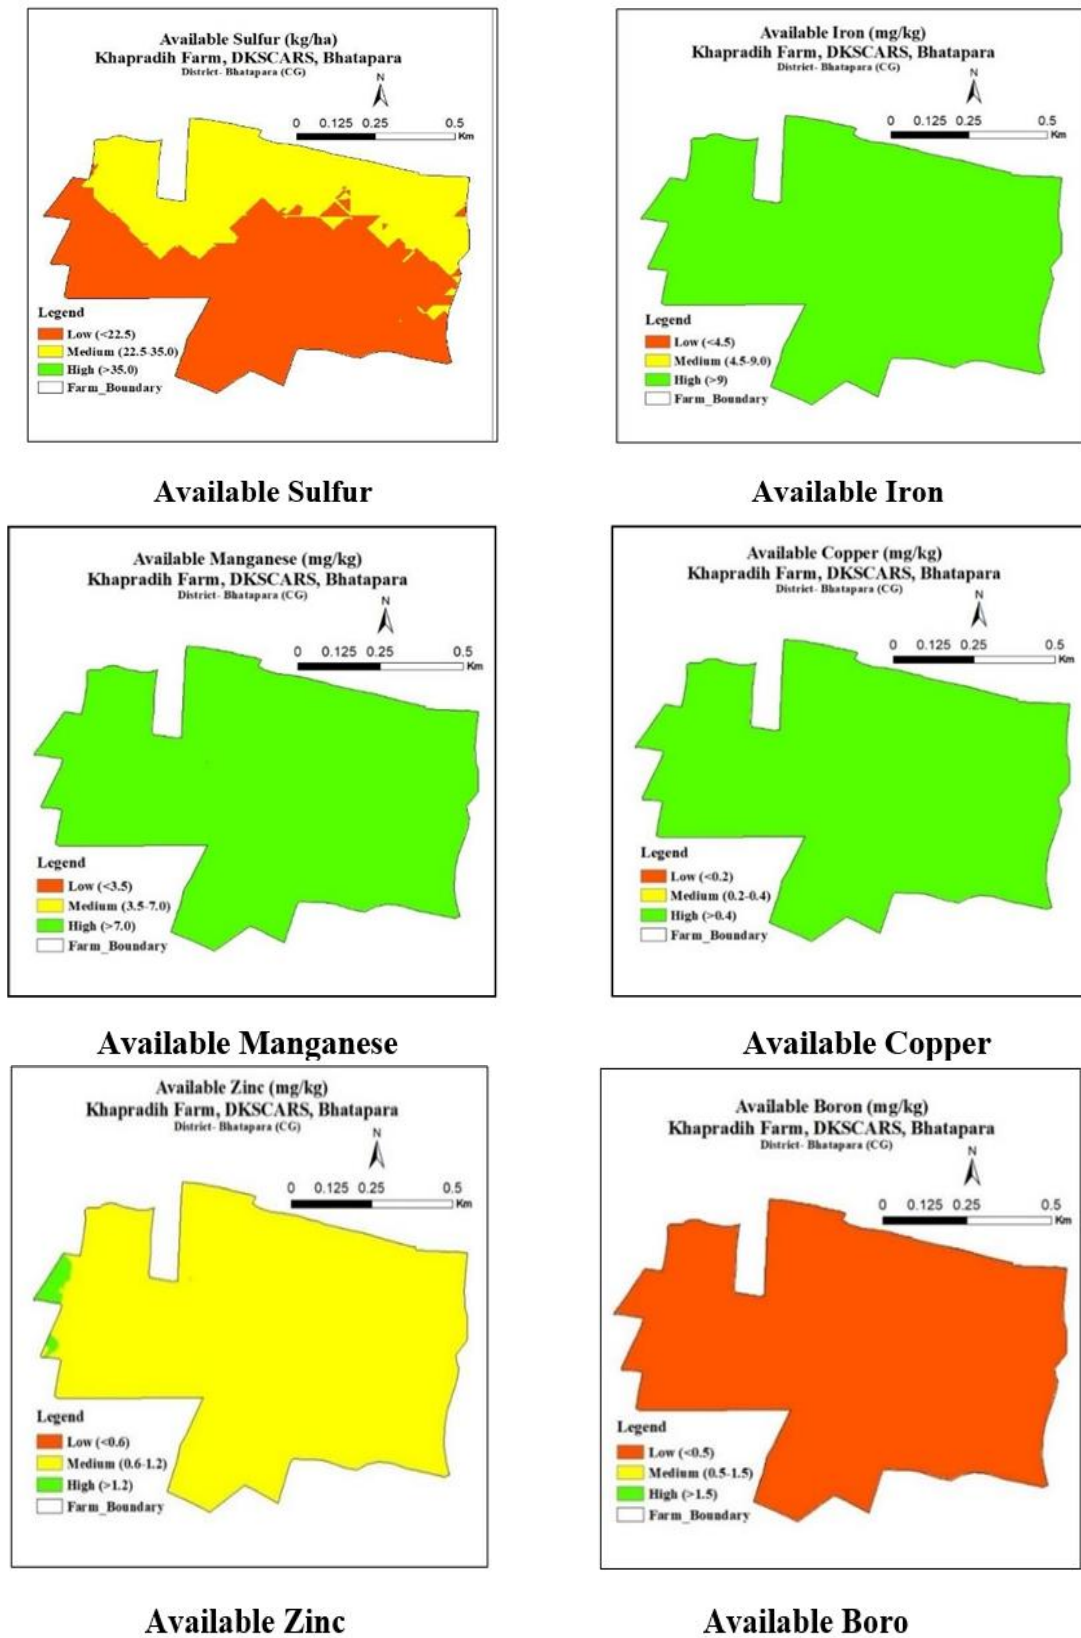 Available Sulfur (kg/ha)
Khapradih Farm, DKSCARS, Bhatapara
District- Bhatapara (CG)
N
0 0.125 0.25 0.5
Km
Legend
Low (<22.5)
Medium (22.5-35.0)
High (>35.0)
Farm_Boundary
Available Sulfur
Available Iron (mg/kg)
Khapradih Farm, DKSCARS, Bhatapara
District- Bhatapara (CG)
N
0 0.125 0.25 0.5
Km
Legend
Low (<4.5)
Medium (4.5-9.0)
High (>9)
Farm_Boundary
Available Iron
Available Manganese (mg/kg)
Khapradih Farm, DKSCARS, Bhatapara
District- Bhatapara (CG)
N
0 0.125 0.25 0.5
Km
Legend
Low (<3.5)
Medium (3.5-7.0)
High (>7.0)
Farm_Boundary
Available Manganese
Available Copper (mg/kg)
Khapradih Farm, DKSCARS, Bhatapara
District- Bhatapara (CG)
N
0 0.125 0.25 0.5
Km
Legend
Low (<0.2)
Medium (0.2-0.4)
High (>0.4)
Farm_Boundary
Available Copper
Available Zinc (mg/kg)
Khapradih Farm, DKSCARS, Bhatapara
District- Bhatapara (CG)
N
0 0.125 0.25 0.5
Km
Legend
Low (<0.6)
Medium (0.6-1.2)
High (>1.2)
Farm_Boundary
Available Zinc
Available Boron (mg/kg)
Khapradih Farm, DKSCARS, Bhatapara
District- Bhatapara (CG)
N
0 0.125 0.25 0.5
Km
Legend
Low (<0.5)
Medium (0.5-1.5)
High (>1.5)
Farm_Boundary
Available Boro